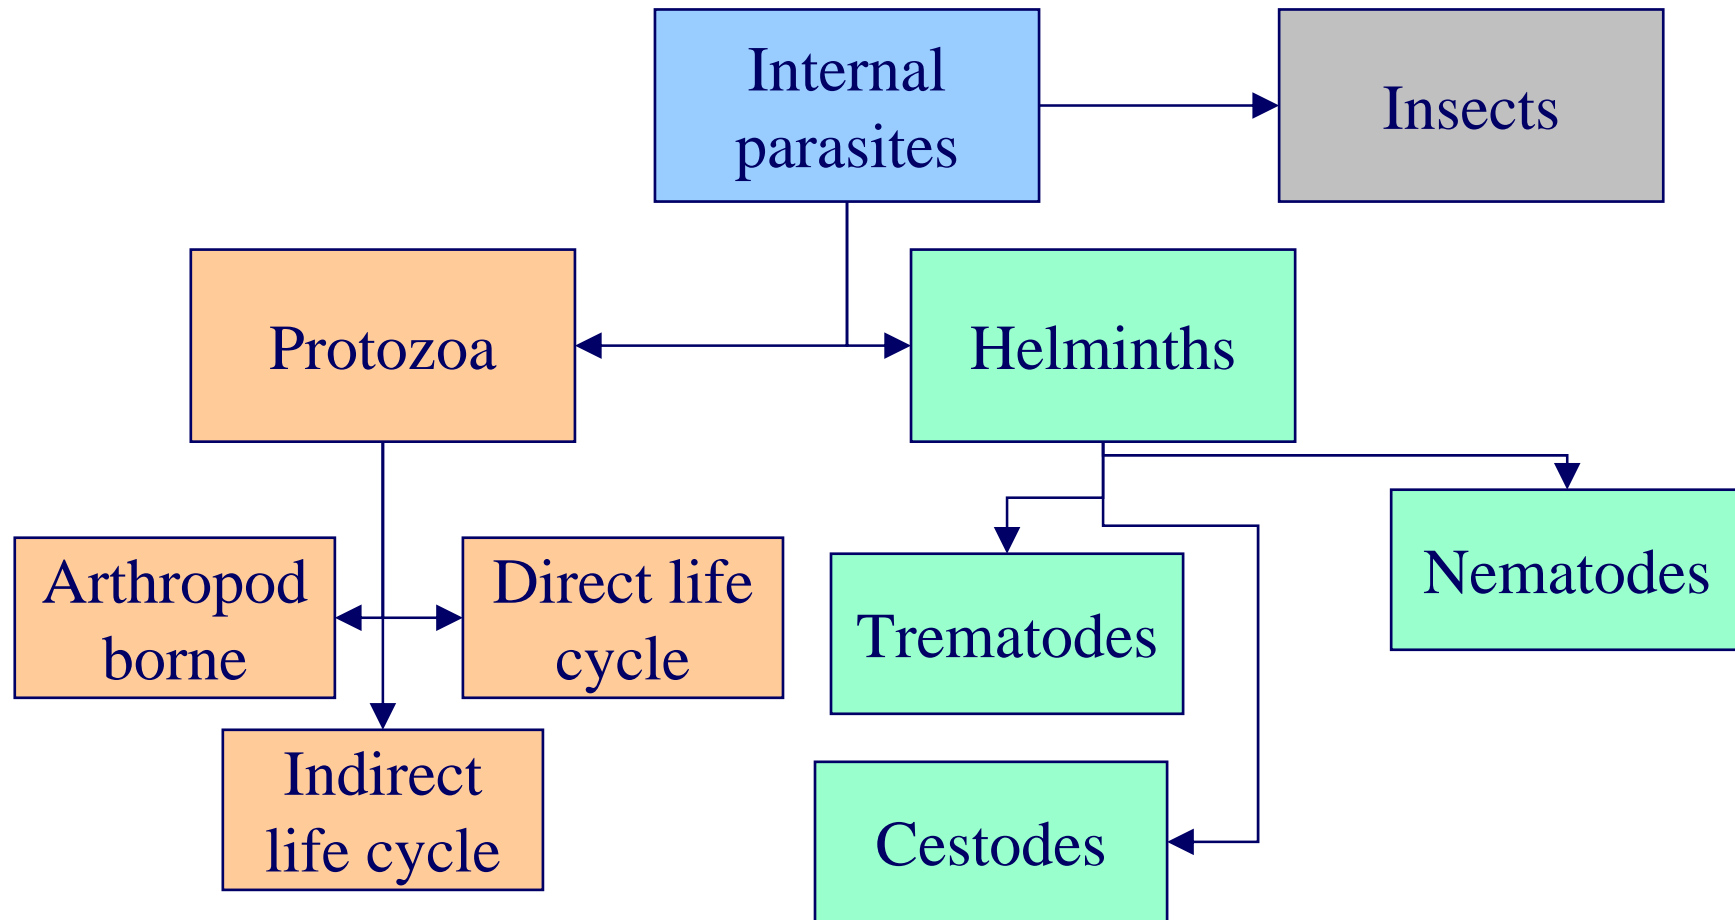 Internal
parasites
Insects
Protozoa
Helminths
Arthropod
borne
Direct life
cycle
Indirect
life cycle
Trematodes
Nematodes
Cestodes